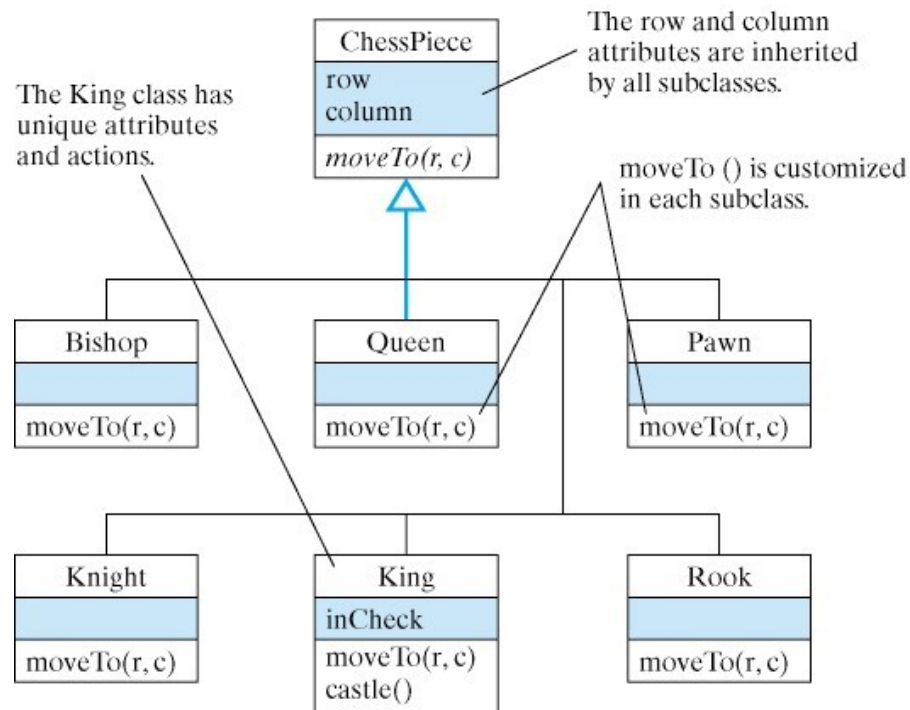 ChessPiece
row
column
moveTo(r, c)
The row and column
attributes are inherited
by all subclasses.
The King class has
unique attributes
and actions.
moveTo () is customized
in each subclass.
Bishop
moveTo(r, c)
Queen
moveTo(r, c)
Pawn
moveTo(r, c)
Knight
moveTo(r, c)
King
inCheck
moveTo(r, c)
castle()
Rook
moveTo(r, c)